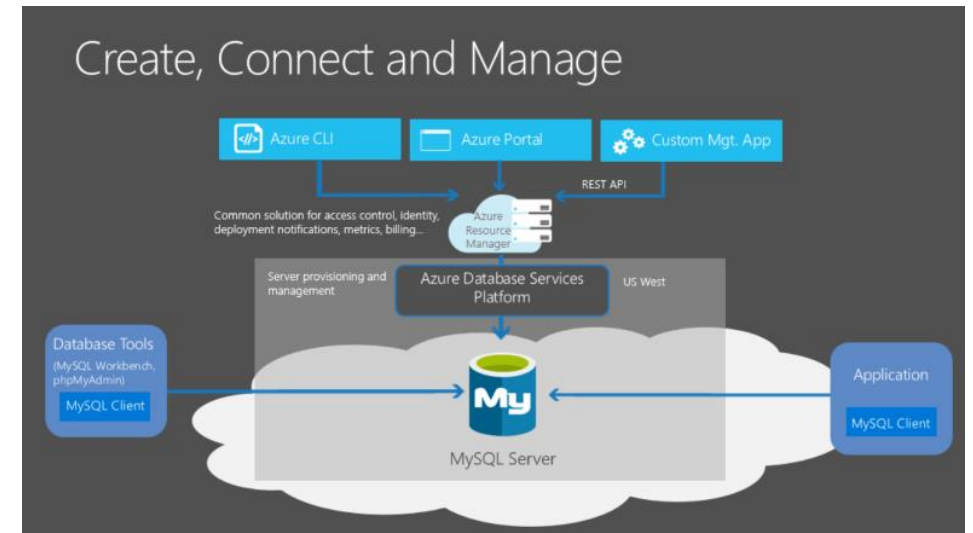 Create, Connect and Manage
Azure CLI
Azure Portal
Custom Mgt. App
REST API
Common solution for access control, identity,
deployment notifications, metrics, billing...
Azure
Resource
Manager
Server provisioning and
management
Azure Database Services
Platform
US West
Database Tools
(MySQL Workbench,
phpMyAdmin)
MySQL Client
My
Application
MySQL Client
MySQL Server